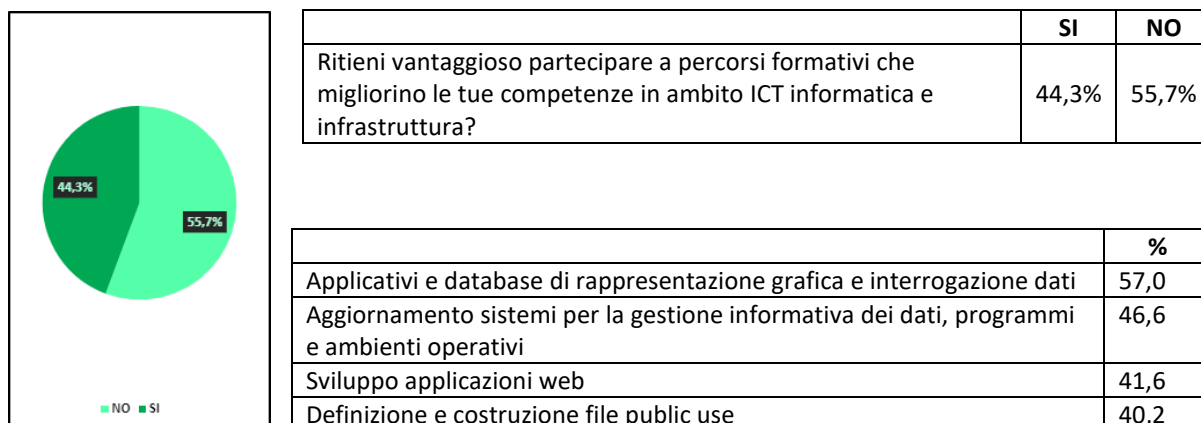 44,3%
55,7%
NO SI
SI NO
Ritieni vantaggioso partecipare a percorsi formativi che
migliorino le tue competenze in ambito ICT informatica e
infrastruttura?
44,3% 55,7%
%
Applicativi e database di rappresentazione grafica e interrogazione dati 57,0
Aggiornamento sistemi per la gestione informativa dei dati, programmi
e ambienti operativi
46,6
Sviluppo applicazioni web 41,6
Definizione e costruzione file public use 40,2